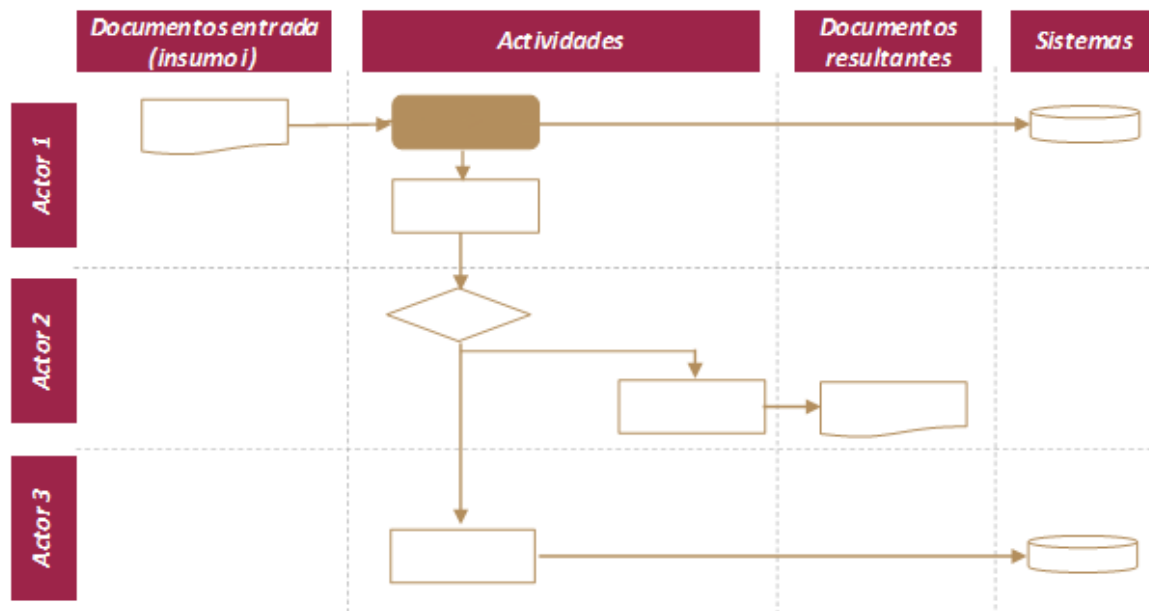 Documentos entrada
(insumo i)
Actividades
Documentos
resultantes
Sistemas
Actor 1
Actor 2
Actor 3